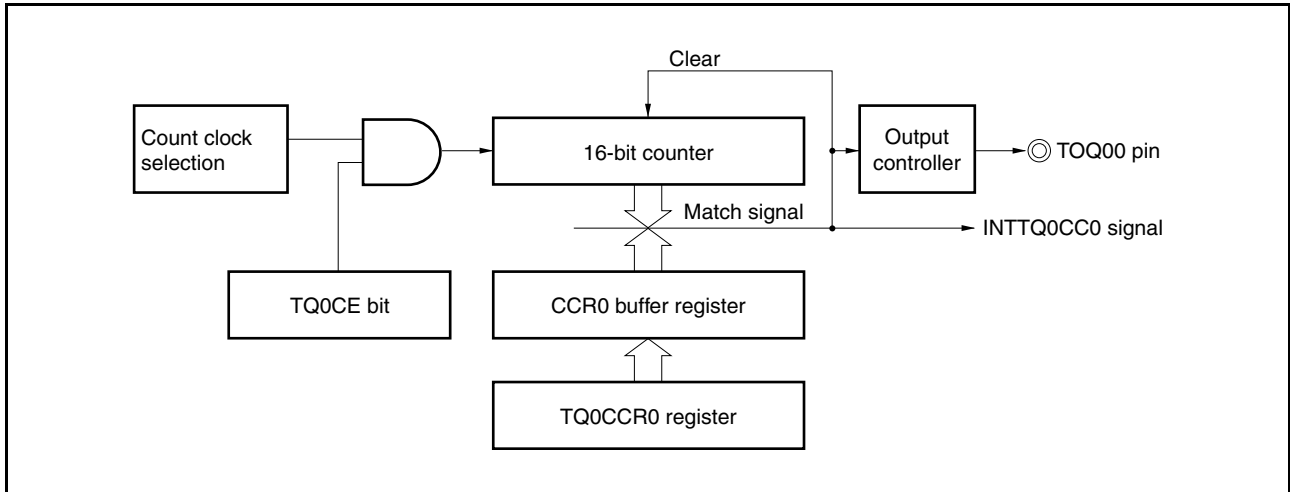 Clear
Count clock
selection
16-bit counter
Output
controller
TOQ00 pin
Match signal
INTTQ0CC0 signal
TQ0CE bit
CCR0 buffer register
TQ0CCR0 register